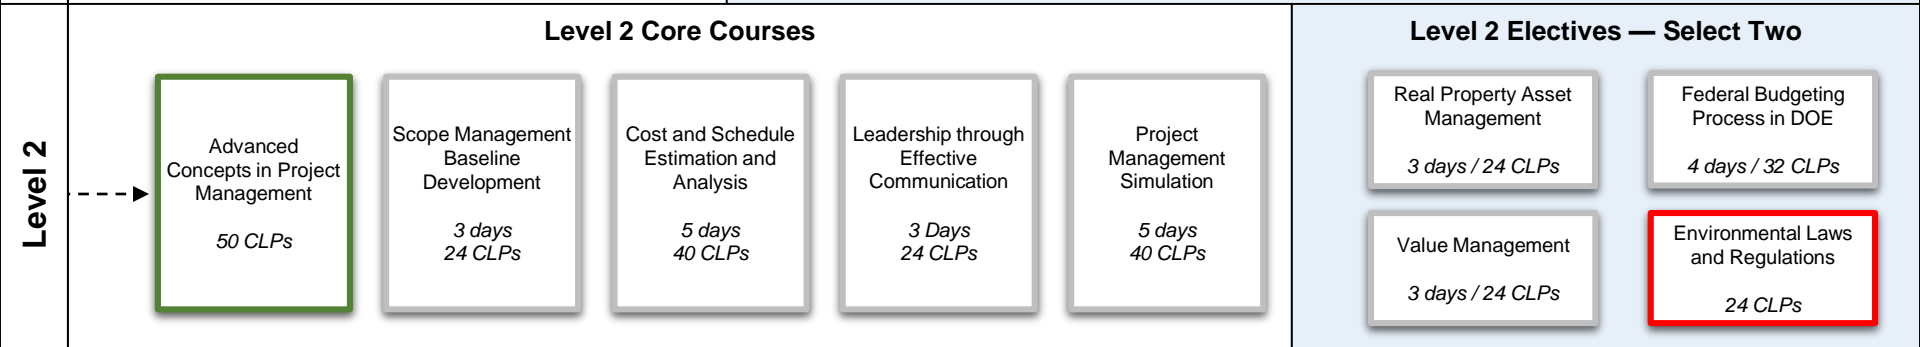 Level 2
Level 2 Core Courses
Advanced
Concepts in Project
Management
50 CLPs
Scope Management
Baseline
Development
3 days
24 CLPs
Cost and Schedule
Estimation and
Analysis
5 days
40 CLPs
Leadership through
Effective
Communication
3 Days
24 CLPs
Project
Management
Simulation
5 days
40 CLPs
Level 2 Electives — Select Two
Real Property Asset
Management
3 days / 24 CLPs
Federal Budgeting
Process in DOE
4 days / 32 CLPs
Value Management
3 days / 24 CLPs
Environmental Laws
and Regulations
24 CLPs